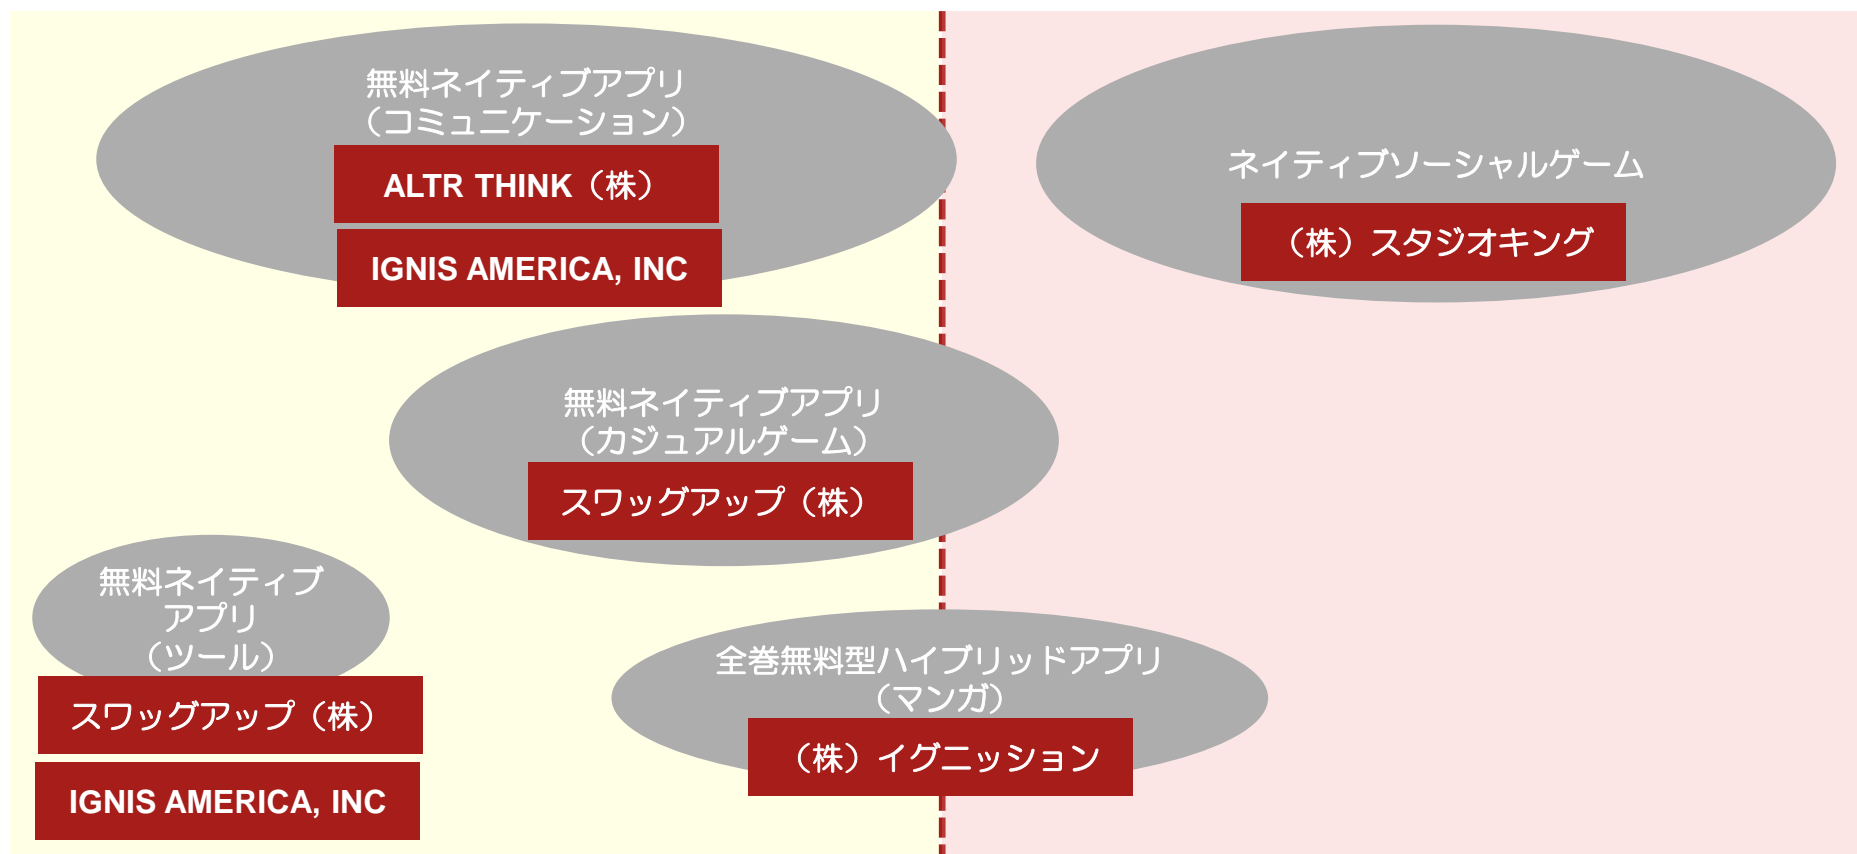 無料ネイティブアプリ
（コミュニケーション）
ALTR THINK（株）
IGNIS AMERICA, INC
ネイティブソーシャルゲーム
（株）スタジオキング
無料ネイティブアプリ
（カジュアルゲーム）
スワッグアップ（株）
無料ネイティブ
アプリ
（ツール）
スワッグアップ（株）
IGNIS AMERICA, INC
全巻無料型ハイブリッドアプリ
（マンガ）
（株）イグニッション